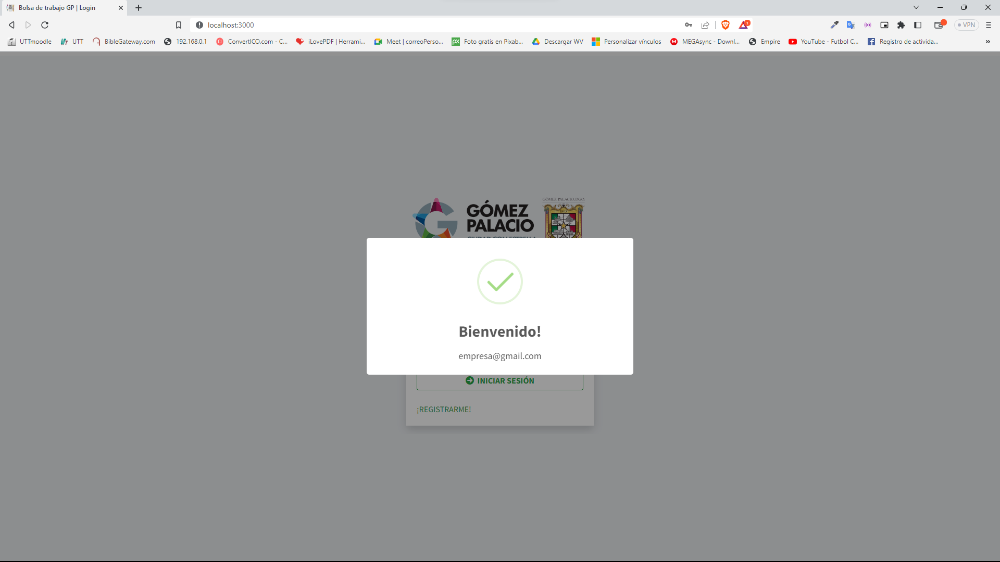 Bolsa de trabajo GP | Login
localhost:3000
1
VPN
UTTmoodle
UTT
BibleGateway.com
192.168.0.1
ConvertICO.com - C...
iLovePDF | Herrami...
Meet | correoPerso...
Foto gratis en Pixab...
Descargar WV
Personalizar vínculos
MEGAsync - Downl...
Empire
YouTube - Futbol C...
Registro de activida...
»
GÓMEZ
PALACIO
GÓMEZ PALACIO, DGO.
Bienvenido!
empresa@gmail.com
INICIAR SESIÓN
¡REGISTRARME!